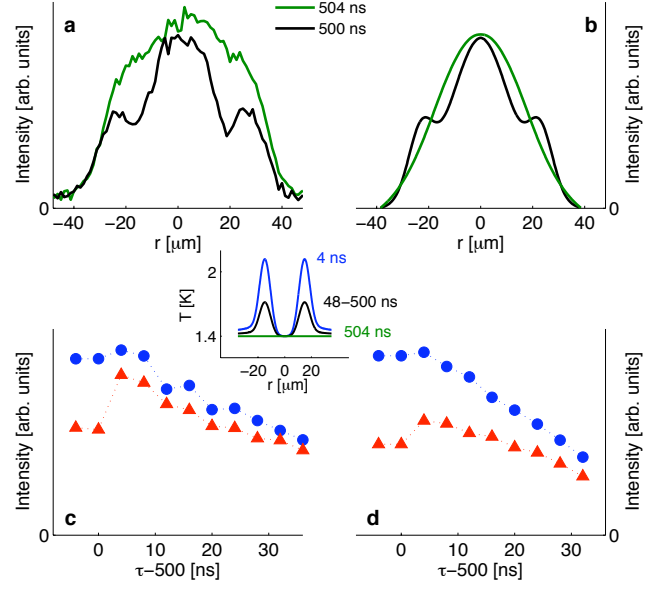 504 ns
500 ns
a
b
Intensity [arb. units]
Intensity [arb. units]
0
0
−40
−20
0
20
40
−40
−20
0
20
40
r [μm]
r [μm]
4 ns
48−500 ns
504 ns
T [K]
2
1.4
−20
0
20
r [μm]
Intensity [arb. units]
Intensity [arb. units]
c
d
0
0
0
10
20
30
0
10
20
30
τ−500 [ns]
τ−500 [ns]